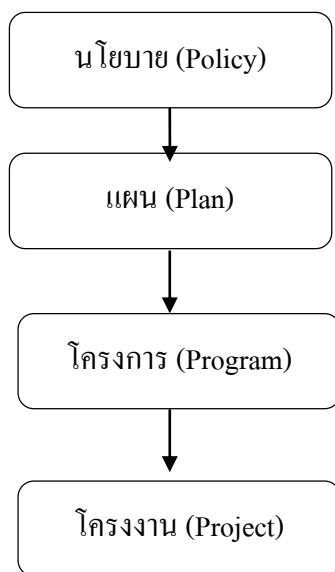 นโยบาย (Policy)
แผน (Plan)
โครงการ (Program)
โครงงาน (Project)